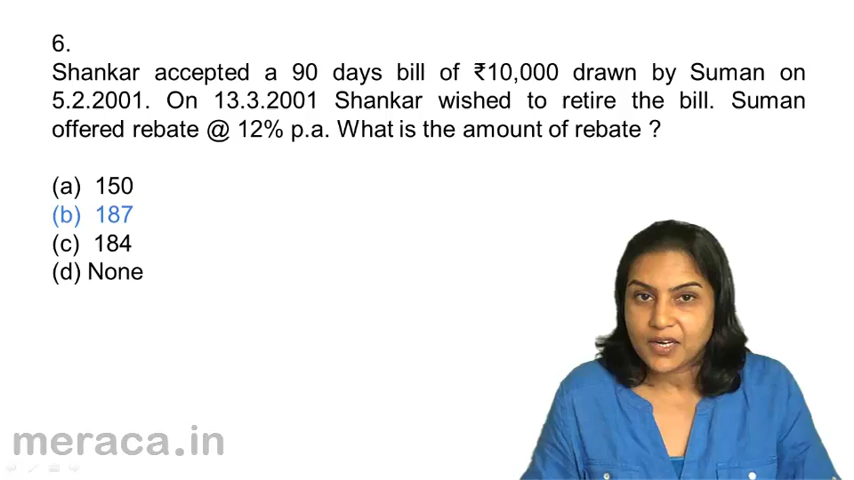 6.
Shankar accepted a 90 days bill of ₹10,000 drawn by Suman on
5.2.2001. On 13.3.2001 Shankar wished to retire the bill. Suman
offered rebate @ 12% p.a. What is the amount of rebate ?
(a) 150
(b) 187
(c) 184
(d) None
meraca.in